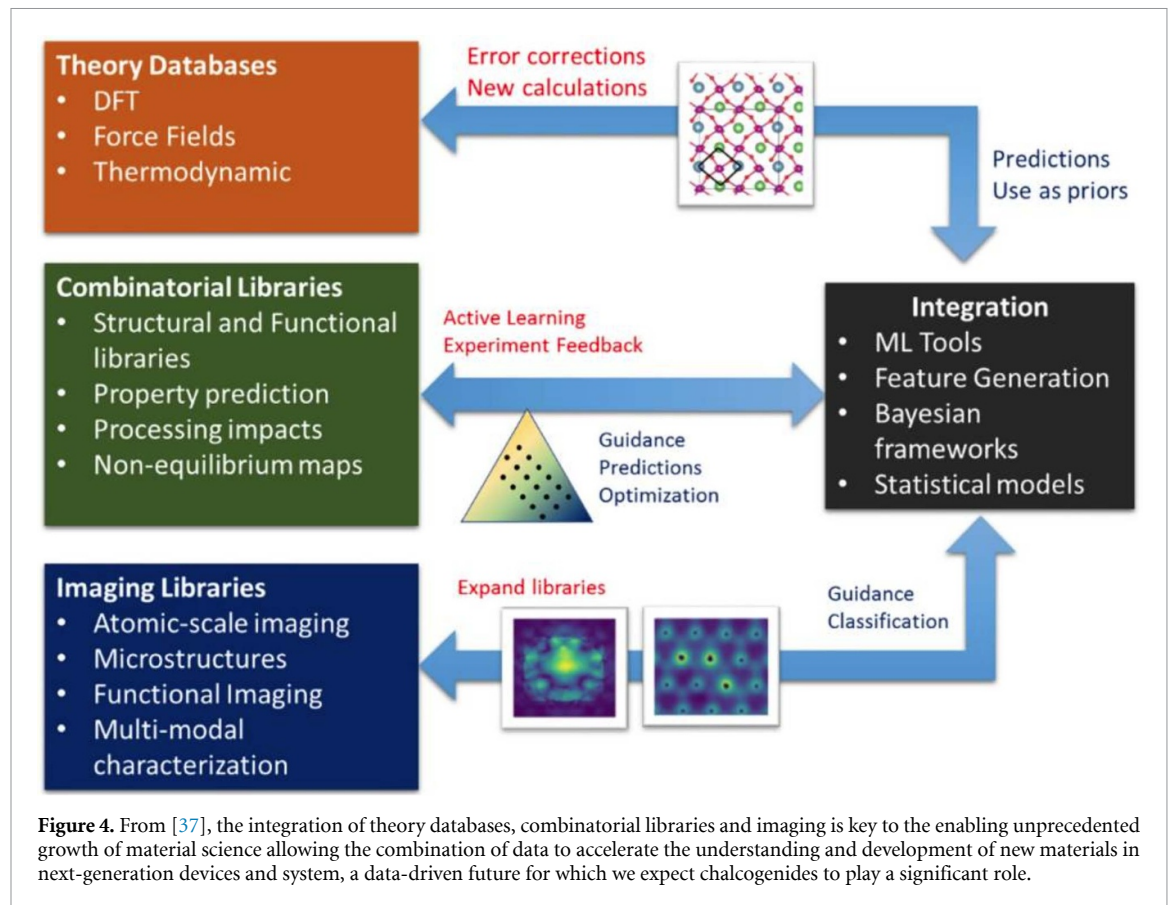 Theory Databases
• DFT
• Force Fields
• Thermodynamic
Error corrections
New calculations
Predictions
Use as priors
Combinatorial Libraries
• Structural and Functional
libraries
• Property prediction
• Processing impacts
• Non-equilibrium maps
Active Learning
Experiment Feedback
Guidance
Predictions
Optimization
Integration
• ML Tools
• Feature Generation
• Bayesian
frameworks
• Statistical models
Imaging Libraries
• Atomic-scale imaging
• Microstructures
• Functional Imaging
• Multi-modal
characterization
Expand libraries
Guidance
Classification
Figure 4. From [37], the integration of theory databases, combinatorial libraries and imaging is key to the enabling unprecedented
growth of material science allowing the combination of data to accelerate the understanding and development of new materials in
next-generation devices and system, a data-driven future for which we expect chalcogenides to play a significant role.